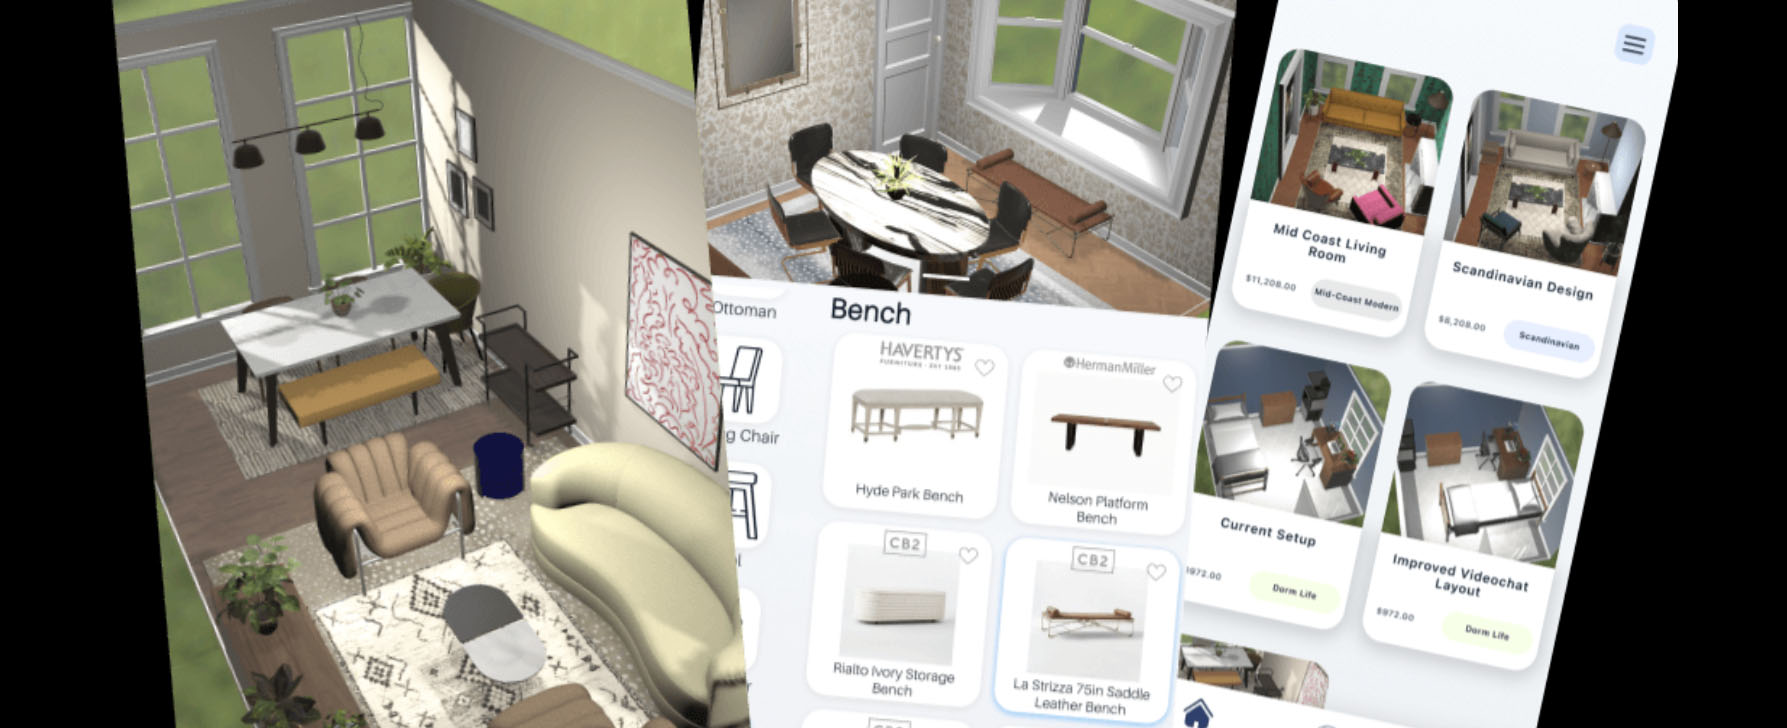 Ottoman
g Chair
Bench
HAVERTYS
FURNITURE · EST 1885
Hyde Park Bench
HermanMiller
Nelson Platform
Bench
CB2
Rialto Ivory Storage
Bench
CB2
La Strizza 75in Saddle
Leather Bench
CB2
Mid Coast Living
Room
$11,208.00
Mid-Coast Modern
Scandinavian Design
$8,208.00
Scandinavian
Current Setup
$972.00
Dorm Life
Improved Videochat
Layout
$972.00
Dorm Life